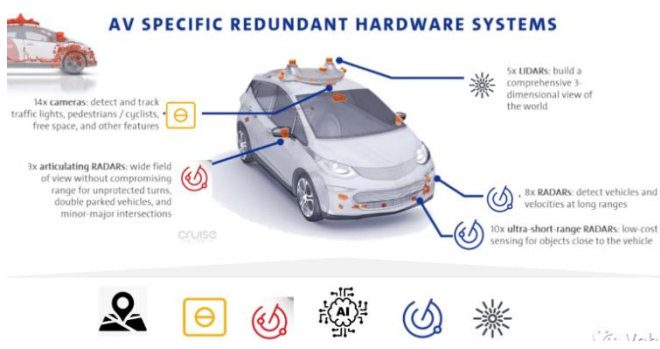 AV SPECIFIC REDUNDANT HARDWARE SYSTEMS
14x cameras: detect and track
traffic lights, pedestrians / cyclists,
free space, and other features
5x LIDARs: build a
comprehensive 3-
dimensional view of
the world
3x articulating RADARs: wide field
of view without compromising
range for unprotected turns,
double parked vehicles, and
minor-major intersections
8x RADARs: detect vehicles and
velocities at long ranges
10x ultra-short-range RADARs: low-cost
sensing for objects close to the vehicle
cruise
AI